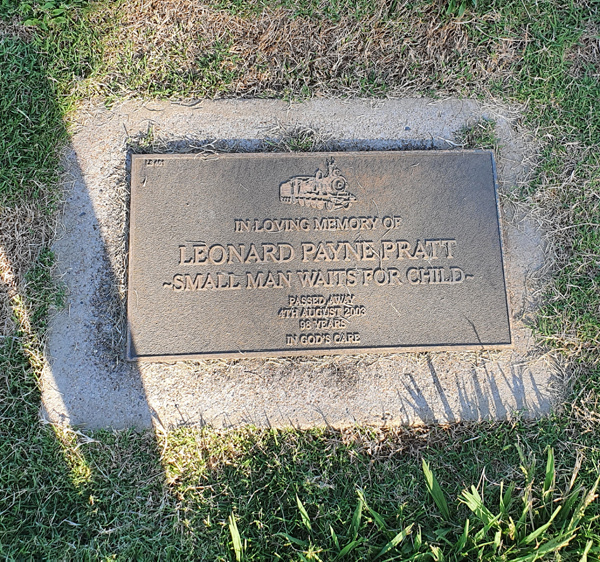 IN LOVING MEMORY OF
LEONARD PAYNE PRATT
~SMALL MAN WAITS FOR CHILD~
PASSED AWAY
4TH AUGUST 2003
98 YEARS
IN GOD'S CARE